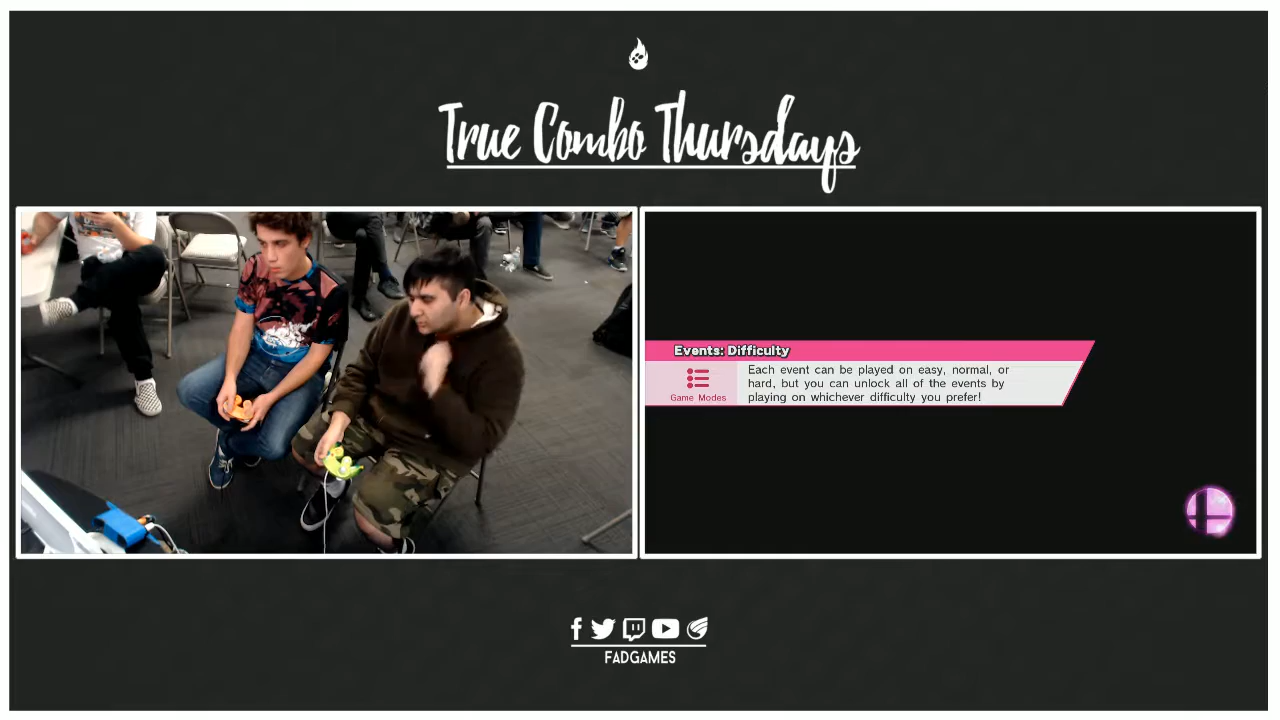 True Combo Thursdays
Events: Difficulty
Each event can be played on easy, normal, or
hard, but you can unlock all of the events by
playing on whichever difficulty you prefer!
Game Modes
FADGAMES